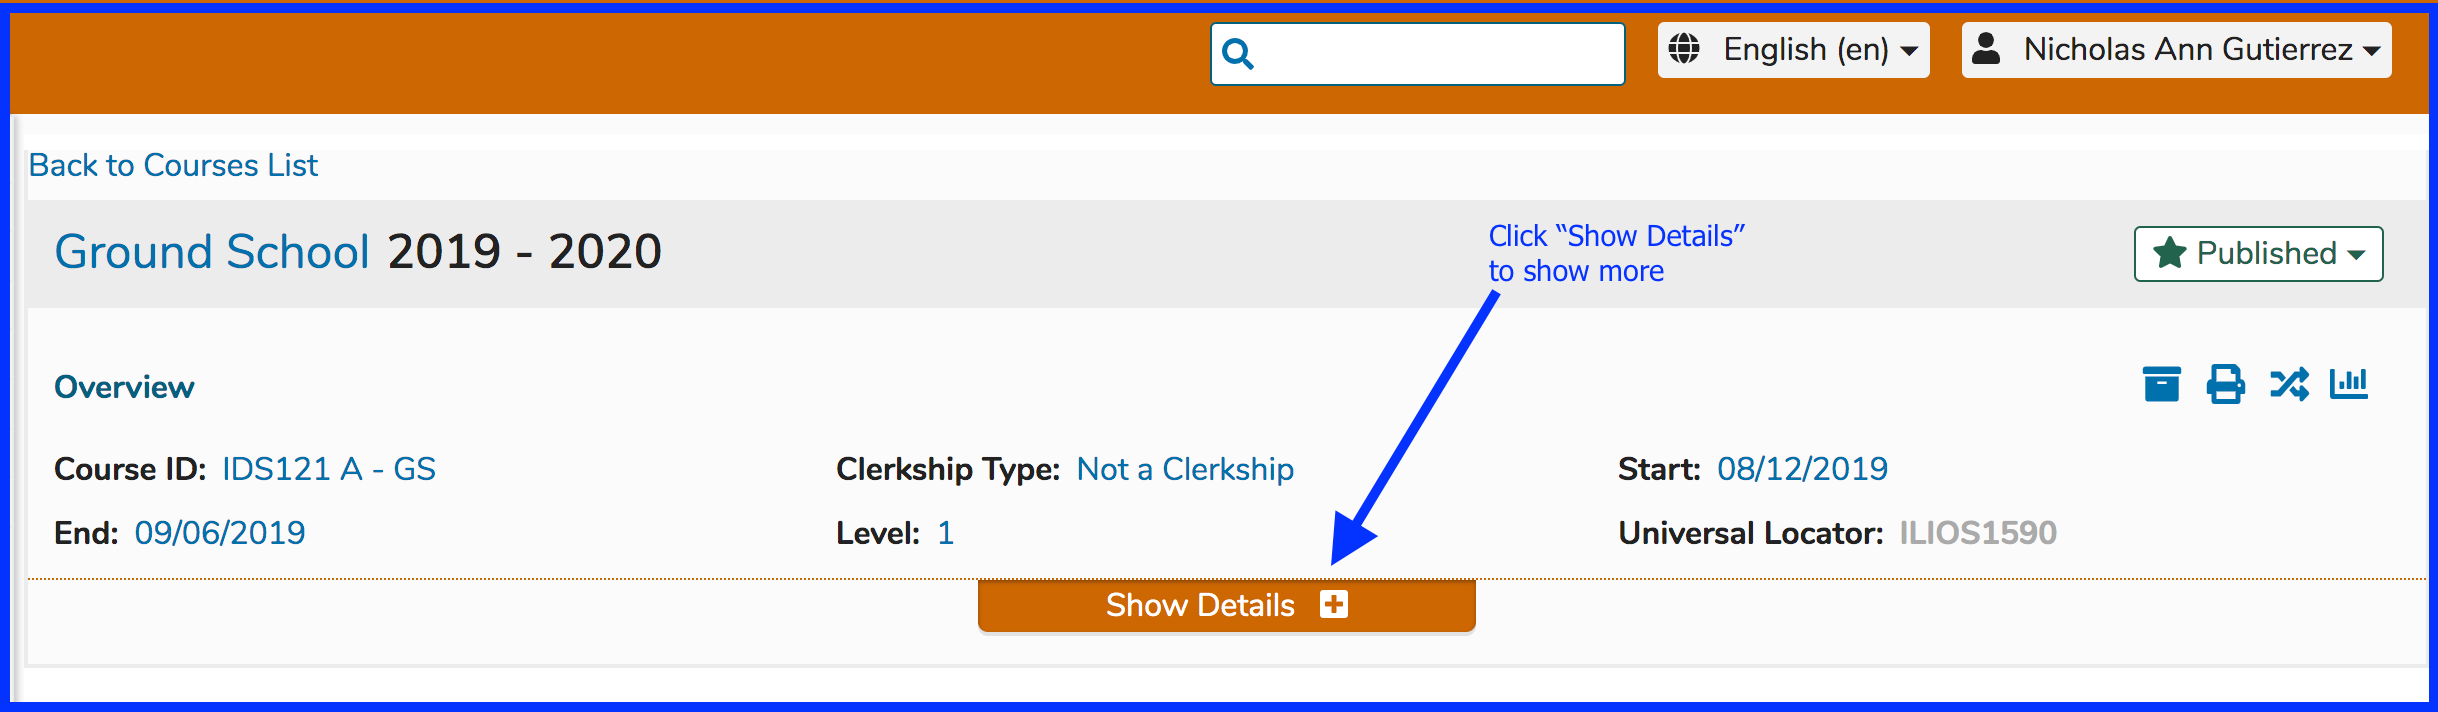 English (en)
Nicholas Ann Gutierrez
Back to Courses List
Ground School 2019 - 2020
Click “Show Details”
to show more
Published
Overview
Course ID: IDS121 A - GS
Clerkship Type: Not a Clerkship
Start: 08/12/2019
End: 09/06/2019
Level: 1
Universal Locator: ILIOS1590
Show Details